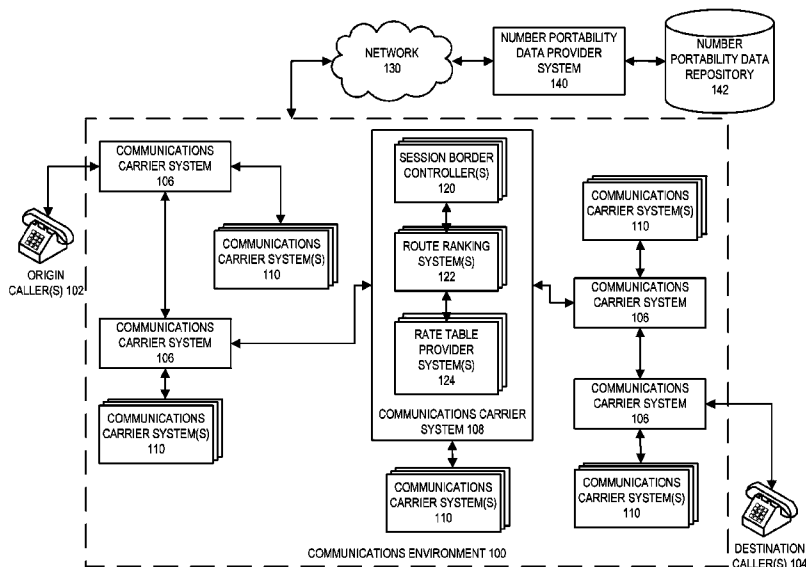 NETWORK
130
NUMBER PORTABILITY
DATA PROVIDER
SYSTEM
140
NUMBER
PORTABILITY DATA
REPOSITORY
142
COMMUNICATIONS
CARRIER SYSTEM
106
COMMUNICATIONS
CARRIER SYSTEM(S)
110
ORIGIN
CALLER(S) 102
COMMUNICATIONS
CARRIER SYSTEM
106
COMMUNICATIONS
CARRIER SYSTEM(S)
110
SESSION BORDER
CONTROLLER(S)
120
ROUTE RANKING
SYSTEM(S)
122
RATE TABLE
PROVIDER
SYSTEM(S)
124
COMMUNICATIONS CARRIER
SYSTEM 108
COMMUNICATIONS
CARRIER SYSTEM(S)
110
COMMUNICATIONS
CARRIER SYSTEM(S)
110
COMMUNICATIONS
CARRIER SYSTEM
106
COMMUNICATIONS
CARRIER SYSTEM
106
COMMUNICATIONS
CARRIER SYSTEM(S)
110
DESTINATION
CALLER(S) 104
COMMUNICATIONS ENVIRONMENT 100